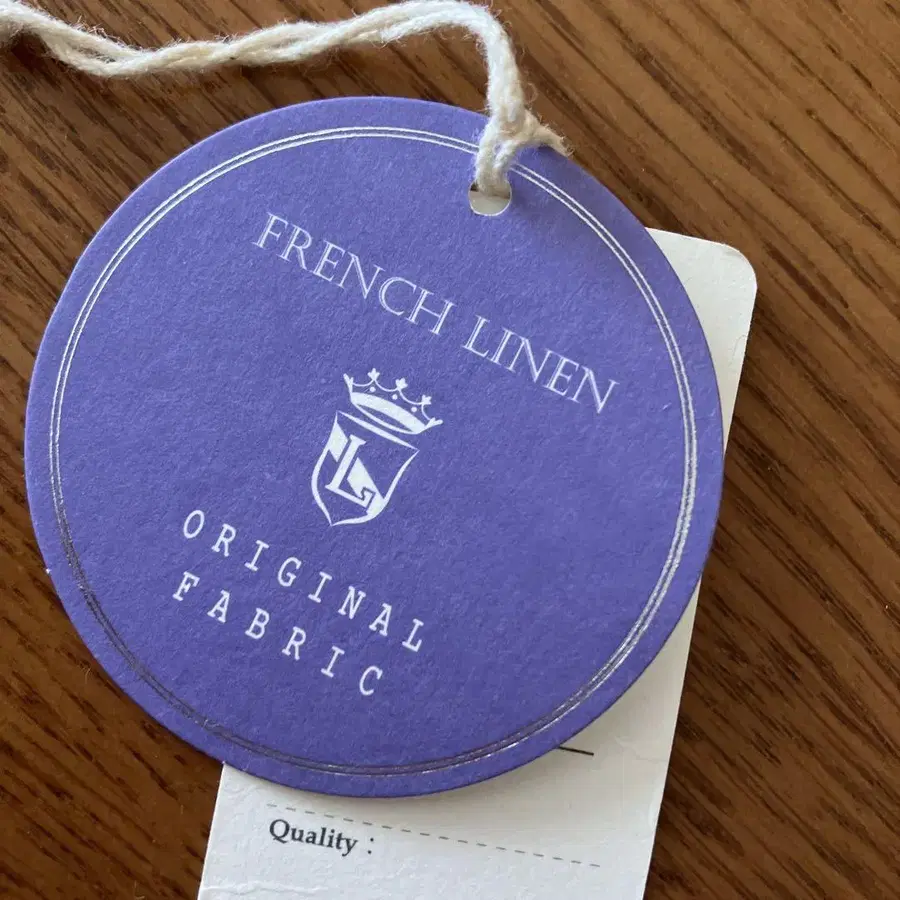 FRENCH LINEN
L
ORIGINAL
FABRIC
Quality :